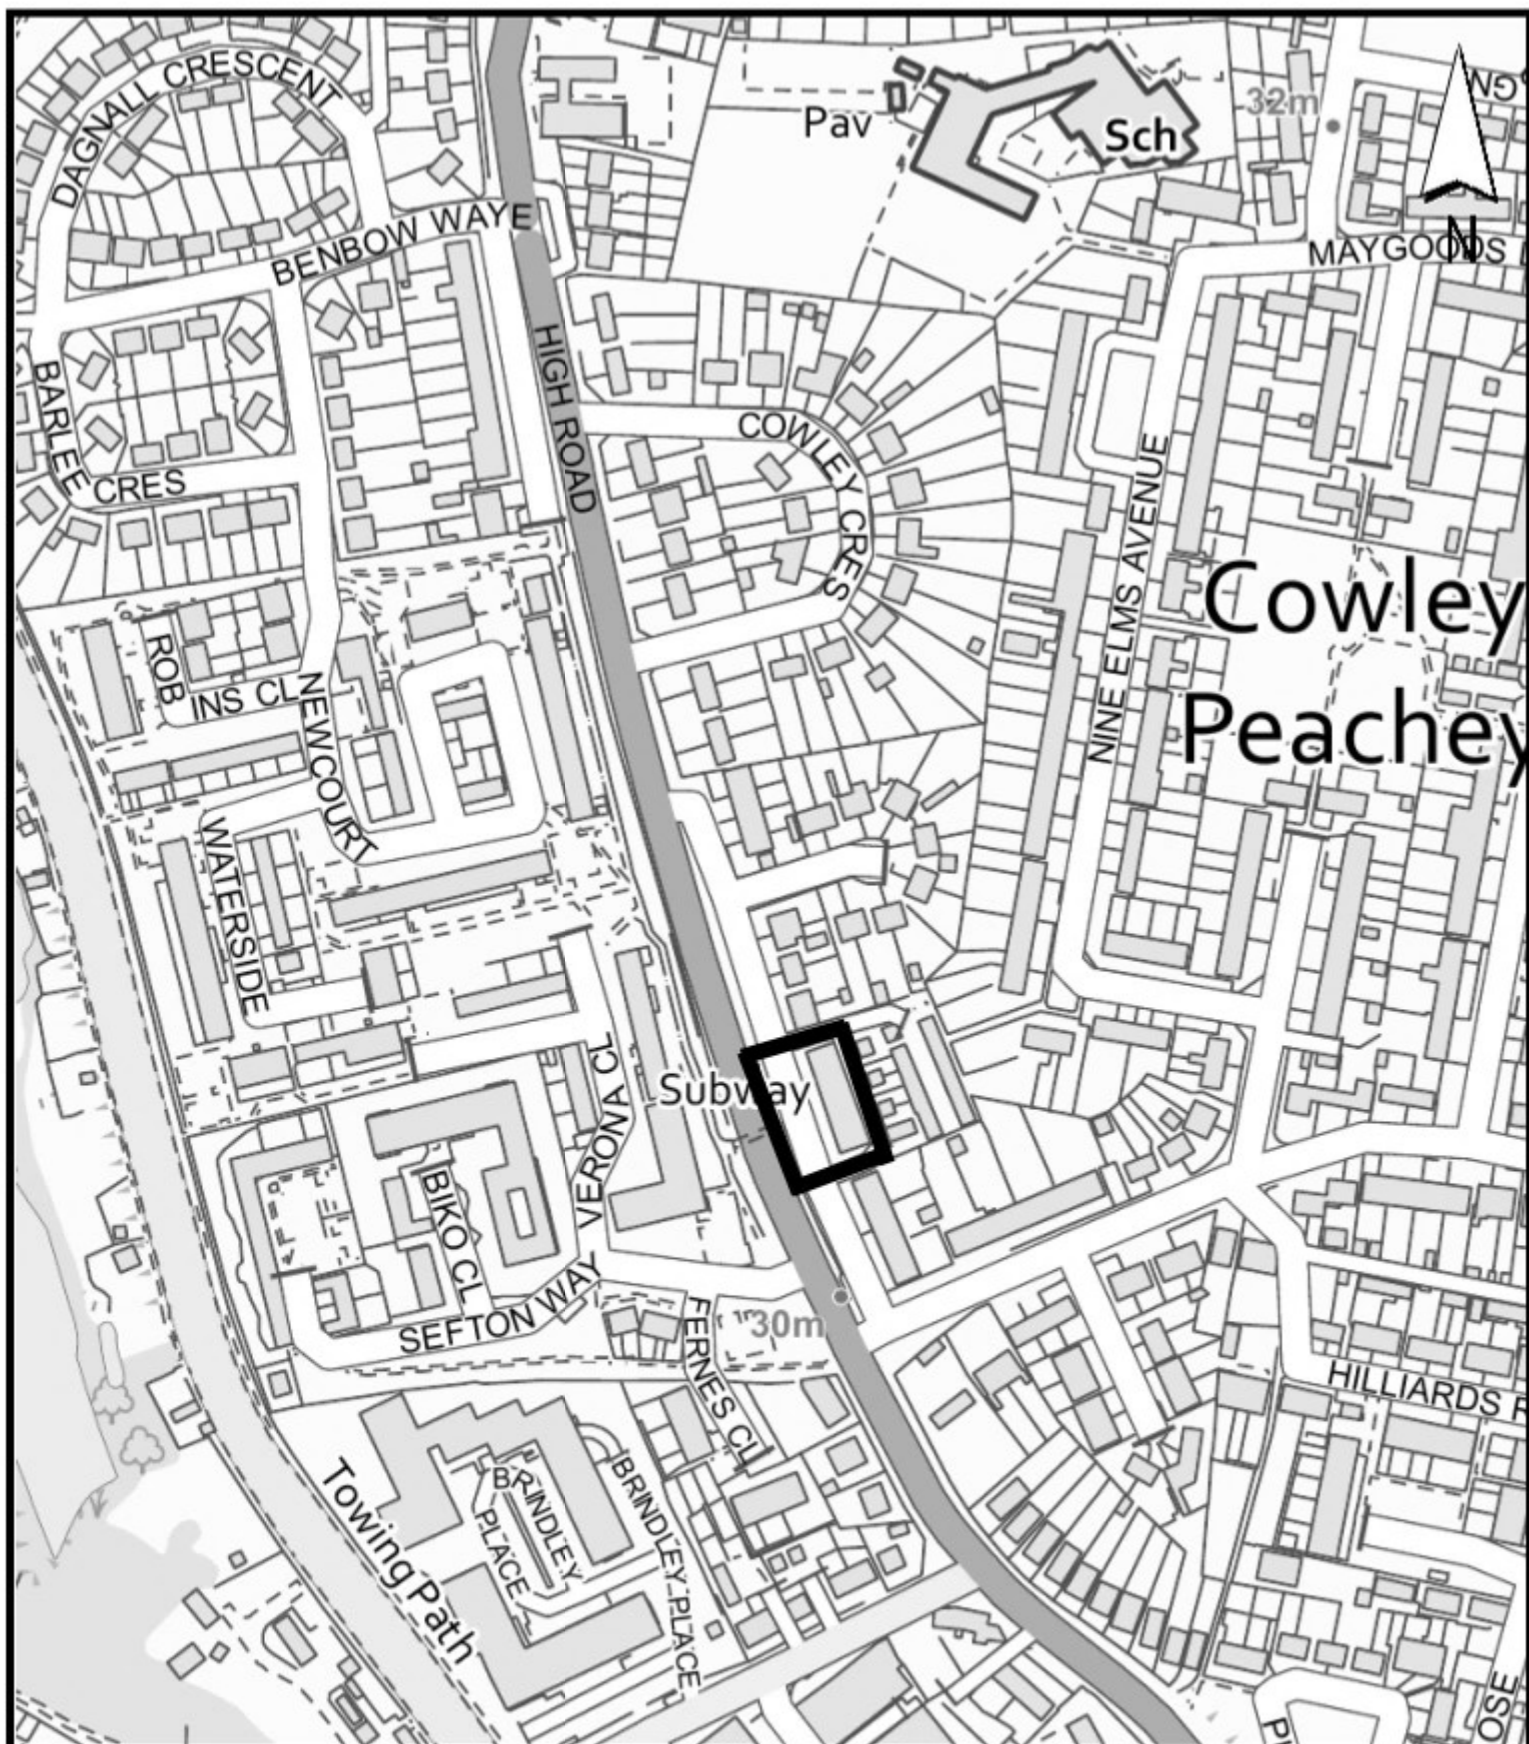 DAGNALL CRESCENT
Pav
Sch
32m
N
BENBOW WAYE
MAYGOODS
HIGH ROAD
BARLEE
CRES
COWLEY CRES
NINE ELMS AVENUE
Cowley
Peachey
ROB
INS CL
NEWCOURT
WATERSIDE
Subway
VERONA CL
BIKO CL
SEFTON WAY
30m
FERNES CL
HILLIARDS R
Towing Path
BRINDLEY
PLACE
BRINDLEY PLACE
OSE